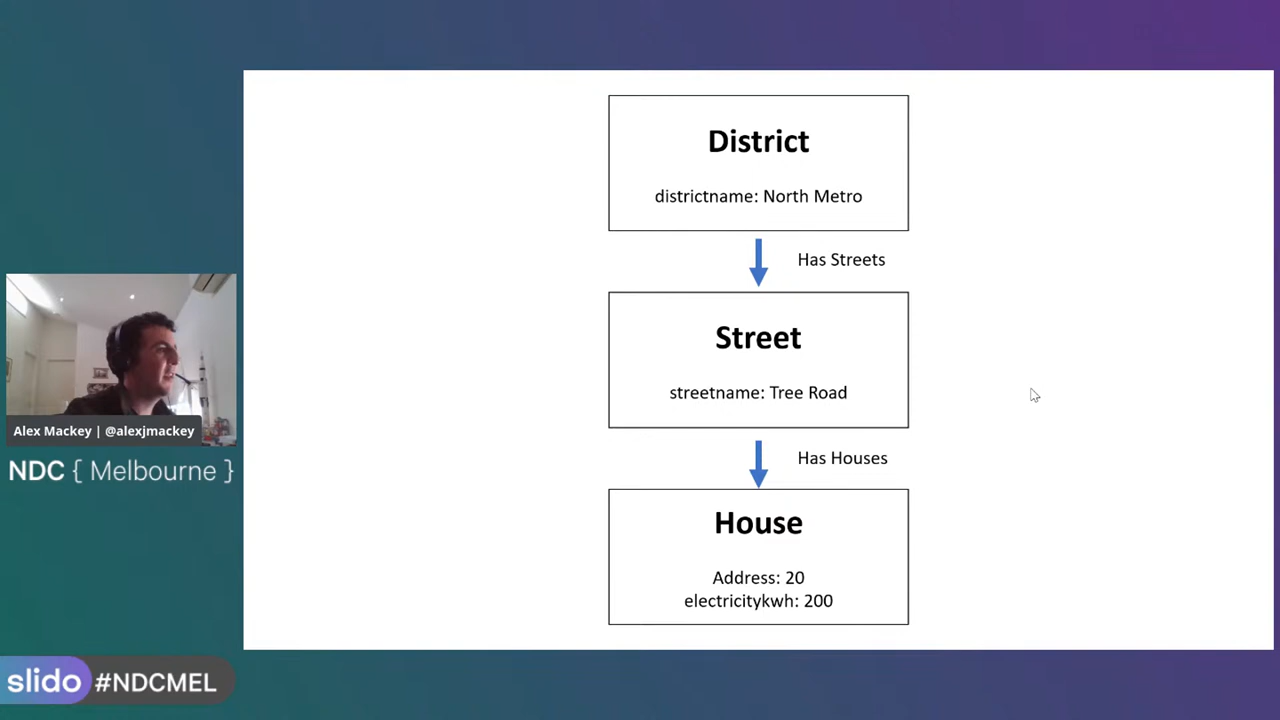 District
districtname: North Metro
Has Streets
Street
streetname: Tree Road
Has Houses
House
Address: 20
electricitykwh: 200
Alex Mackey | @alexjmackey
NDC { Melbourne }
slido #NDCMEL